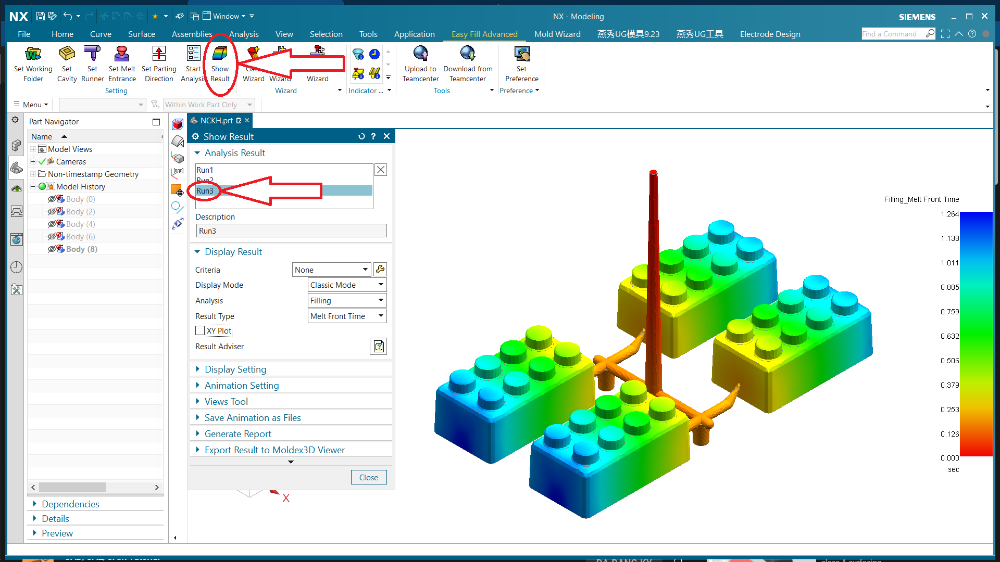 NX
Window
NX - Modeling
SIEMENS
File
Home
Curve
Surface
Assemblies
Analysis
View
Selection
Tools
Application
Easy Fill Advanced
Mold Wizard
燕秀UG模具9.23
燕秀UG工具
Electrode Design
Find a Command
Set Working Folder
Set Cavity
Set Runner
Set Melt Entrance
Set Parting Direction
Start Analysis
Show Result
Wizard
Wizard
Wizard
Upload to Teamcenter
Download from Teamcenter
Set Preference
Setting
Wizard
Indicator ...
Tools
Preference
Menu
Within Work Part Only
Part Navigator
Name
Model Views
Cameras
Non-timestamp Geometry
Model History
Body (0)
Body (2)
Body (4)
Body (6)
Body (8)
Dependencies
Details
Preview
NCKH.prt
Show Result
Analysis Result
Run1
Run2
Run3
Description
Run3
Display Result
Criteria
None
Display Mode
Classic Mode
Analysis
Filling
Result Type
Melt Front Time
XY Plot
Result Adviser
Display Setting
Animation Setting
Views Tool
Save Animation as Files
Generate Report
Export Result to Moldex3D Viewer
Close
X
Filling_Melt Front Time
1.264
1.138
1.011
0.885
0.759
0.632
0.506
0.379
0.253
0.126
0.000
sec